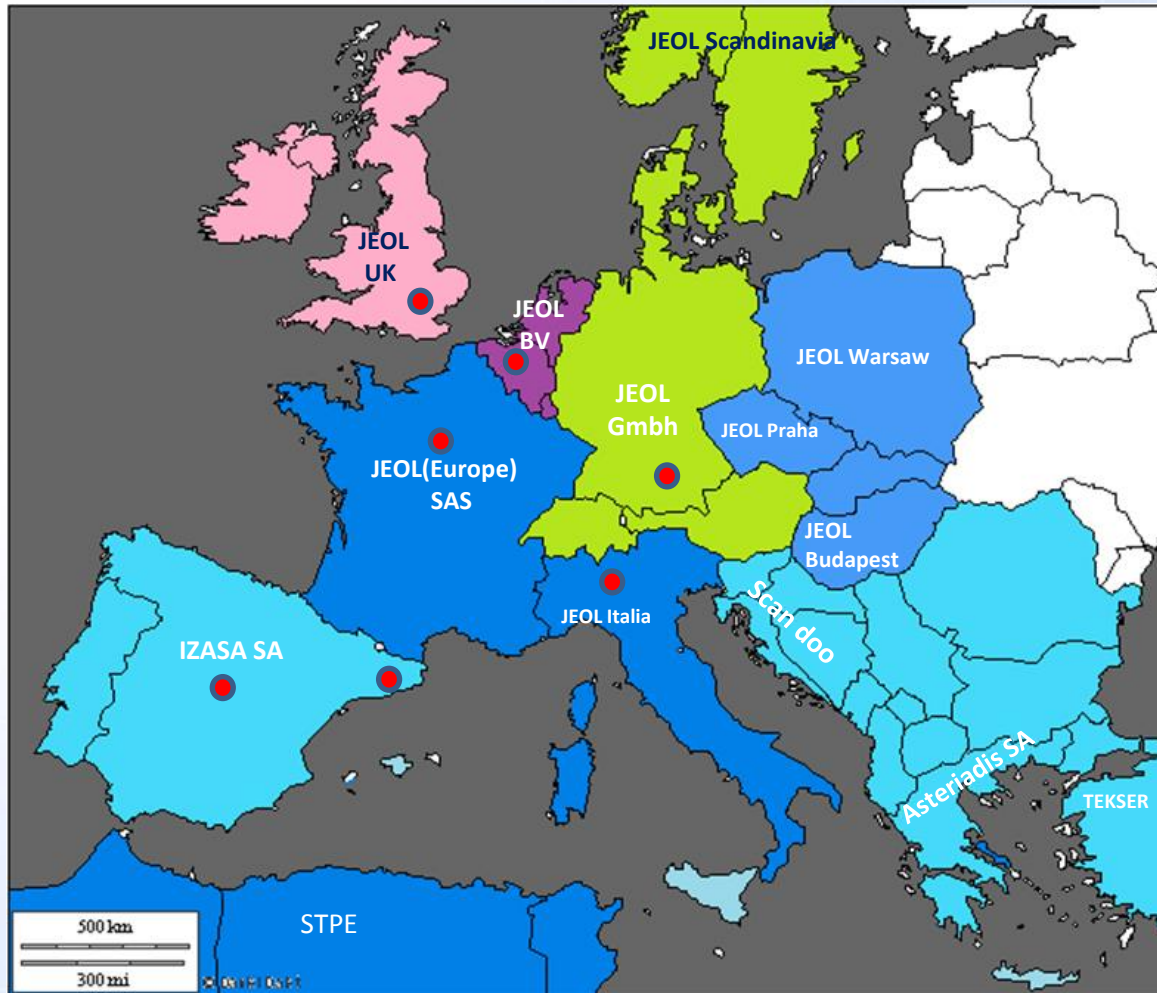 JEOL Scandinavia
JEOL
UK
JEOL
BV
JEOL Warsaw
JEOL
Gmbh
JEOL Praha
JEOL(Europe)
SAS
JEOL
Budapest
Scan doo
JEOL Italia
IZASA SA
Asteriadis SA
TEKSER
STPE
500 km
300 mi